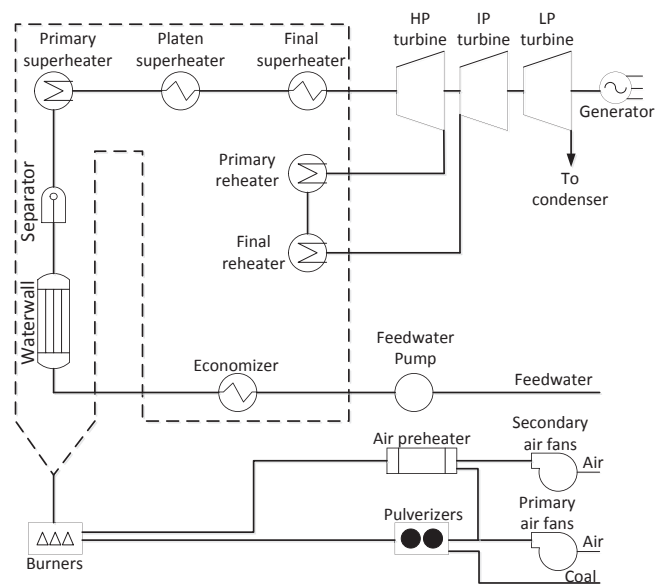 HP
turbine
IP
turbine
LP
turbine
Primary
superheater
Platen
superheater
Final
superheater
Generator
Primary
reheater
To
condenser
Separator
Final
reheater
Waterwall
Economizer
Feedwater
Pump
Feedwater
Air preheater
Secondary
air fans
Air
Pulverizers
Primary
air fans
Air
Burners
Coal